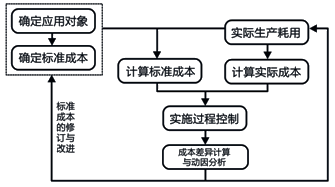 确定应用对象
确定标准成本
实际生产耗用
计算标准成本
计算实际成本
实施过程控制
成本差异计算
与动因分析
标准
成本
的修
订与
改进